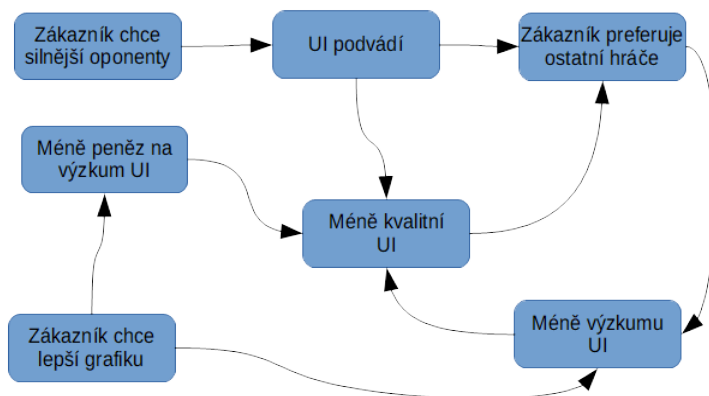 Zákazník chce
silnější oponenty
UI podvádí
Zákazník preferuje
ostatní hráče
Méně peněz na
výzkum UI
Méně kvalitní
UI
Zákazník chce
lepší grafiku
Méně výzkumu
UI